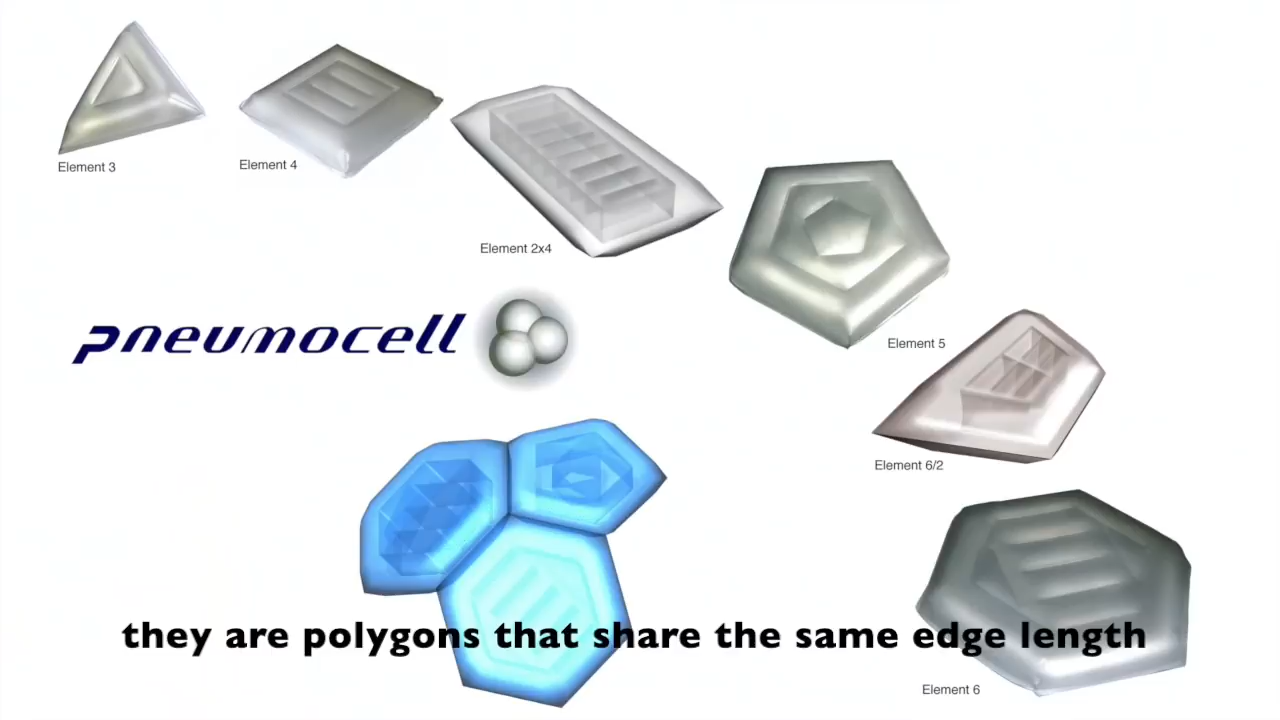 Element 3
Element 4
Element 2x4
Element 5
pneumocell
Element 6/2
they are polygons that share the same edge length
Element 6